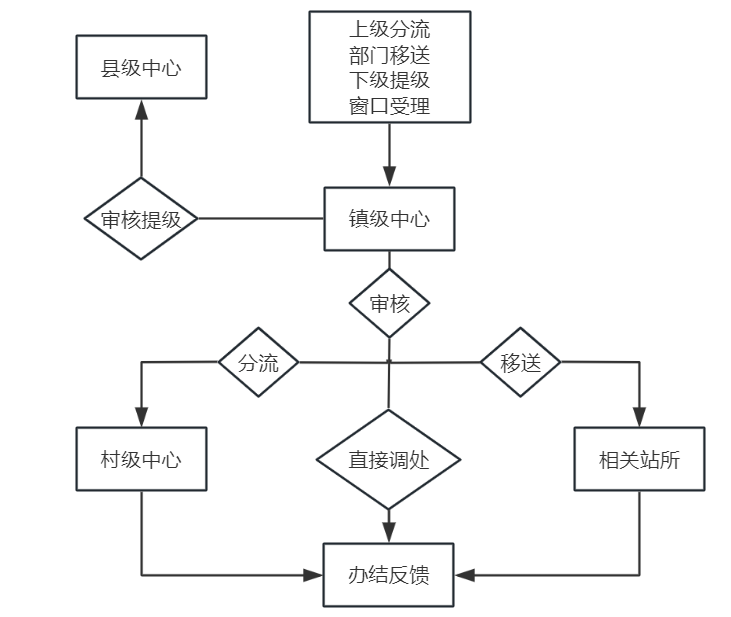 上级分流
部门移送
下级提级
窗口受理
县级中心
审核提级
镇级中心
审核
分流
移送
村级中心
直接调处
相关站所
办结反馈